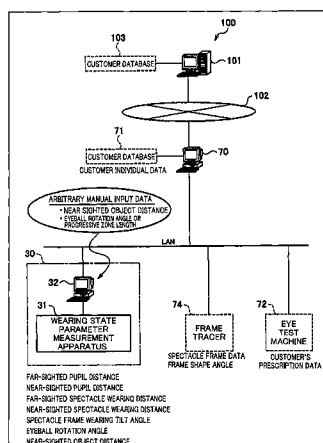 100
103
CUSTOMER DATABASE
101
102
71
CUSTOMER DATABASE
70
CUSTOMER INDIVIDUAL DATA
ARBITRARY MANUAL INPUT DATA
• NEAR SIGHTED OBJECT DISTANCE
• EYEBALL ROTATION ANGLE OR
PROGRESSIVE ZONE LENGTH
LAN
30
32
31
WEARING STATE
PARAMETER
MEASUREMENT
APPARATUS
74
FRAME
TRACER
SPECTACLE FRAME DATA
FRAME SHAPE ANGLE
72
EYE
TEST
MACHINE
CUSTOMER'S
PRESCRIPTION DATA
FAR-SIGHTED PUPIL DISTANCE
NEAR-SIGHTED PUPIL DISTANCE
FAR-SIGHTED SPECTACLE WEARING DISTANCE
NEAR-SIGHTED SPECTACLE WEARING DISTANCE
SPECTACLE FRAME WEARING TILT ANGLE
EYEBALL ROTATION ANGLE
NEAR-SIGHTED OBJECT DISTANCE